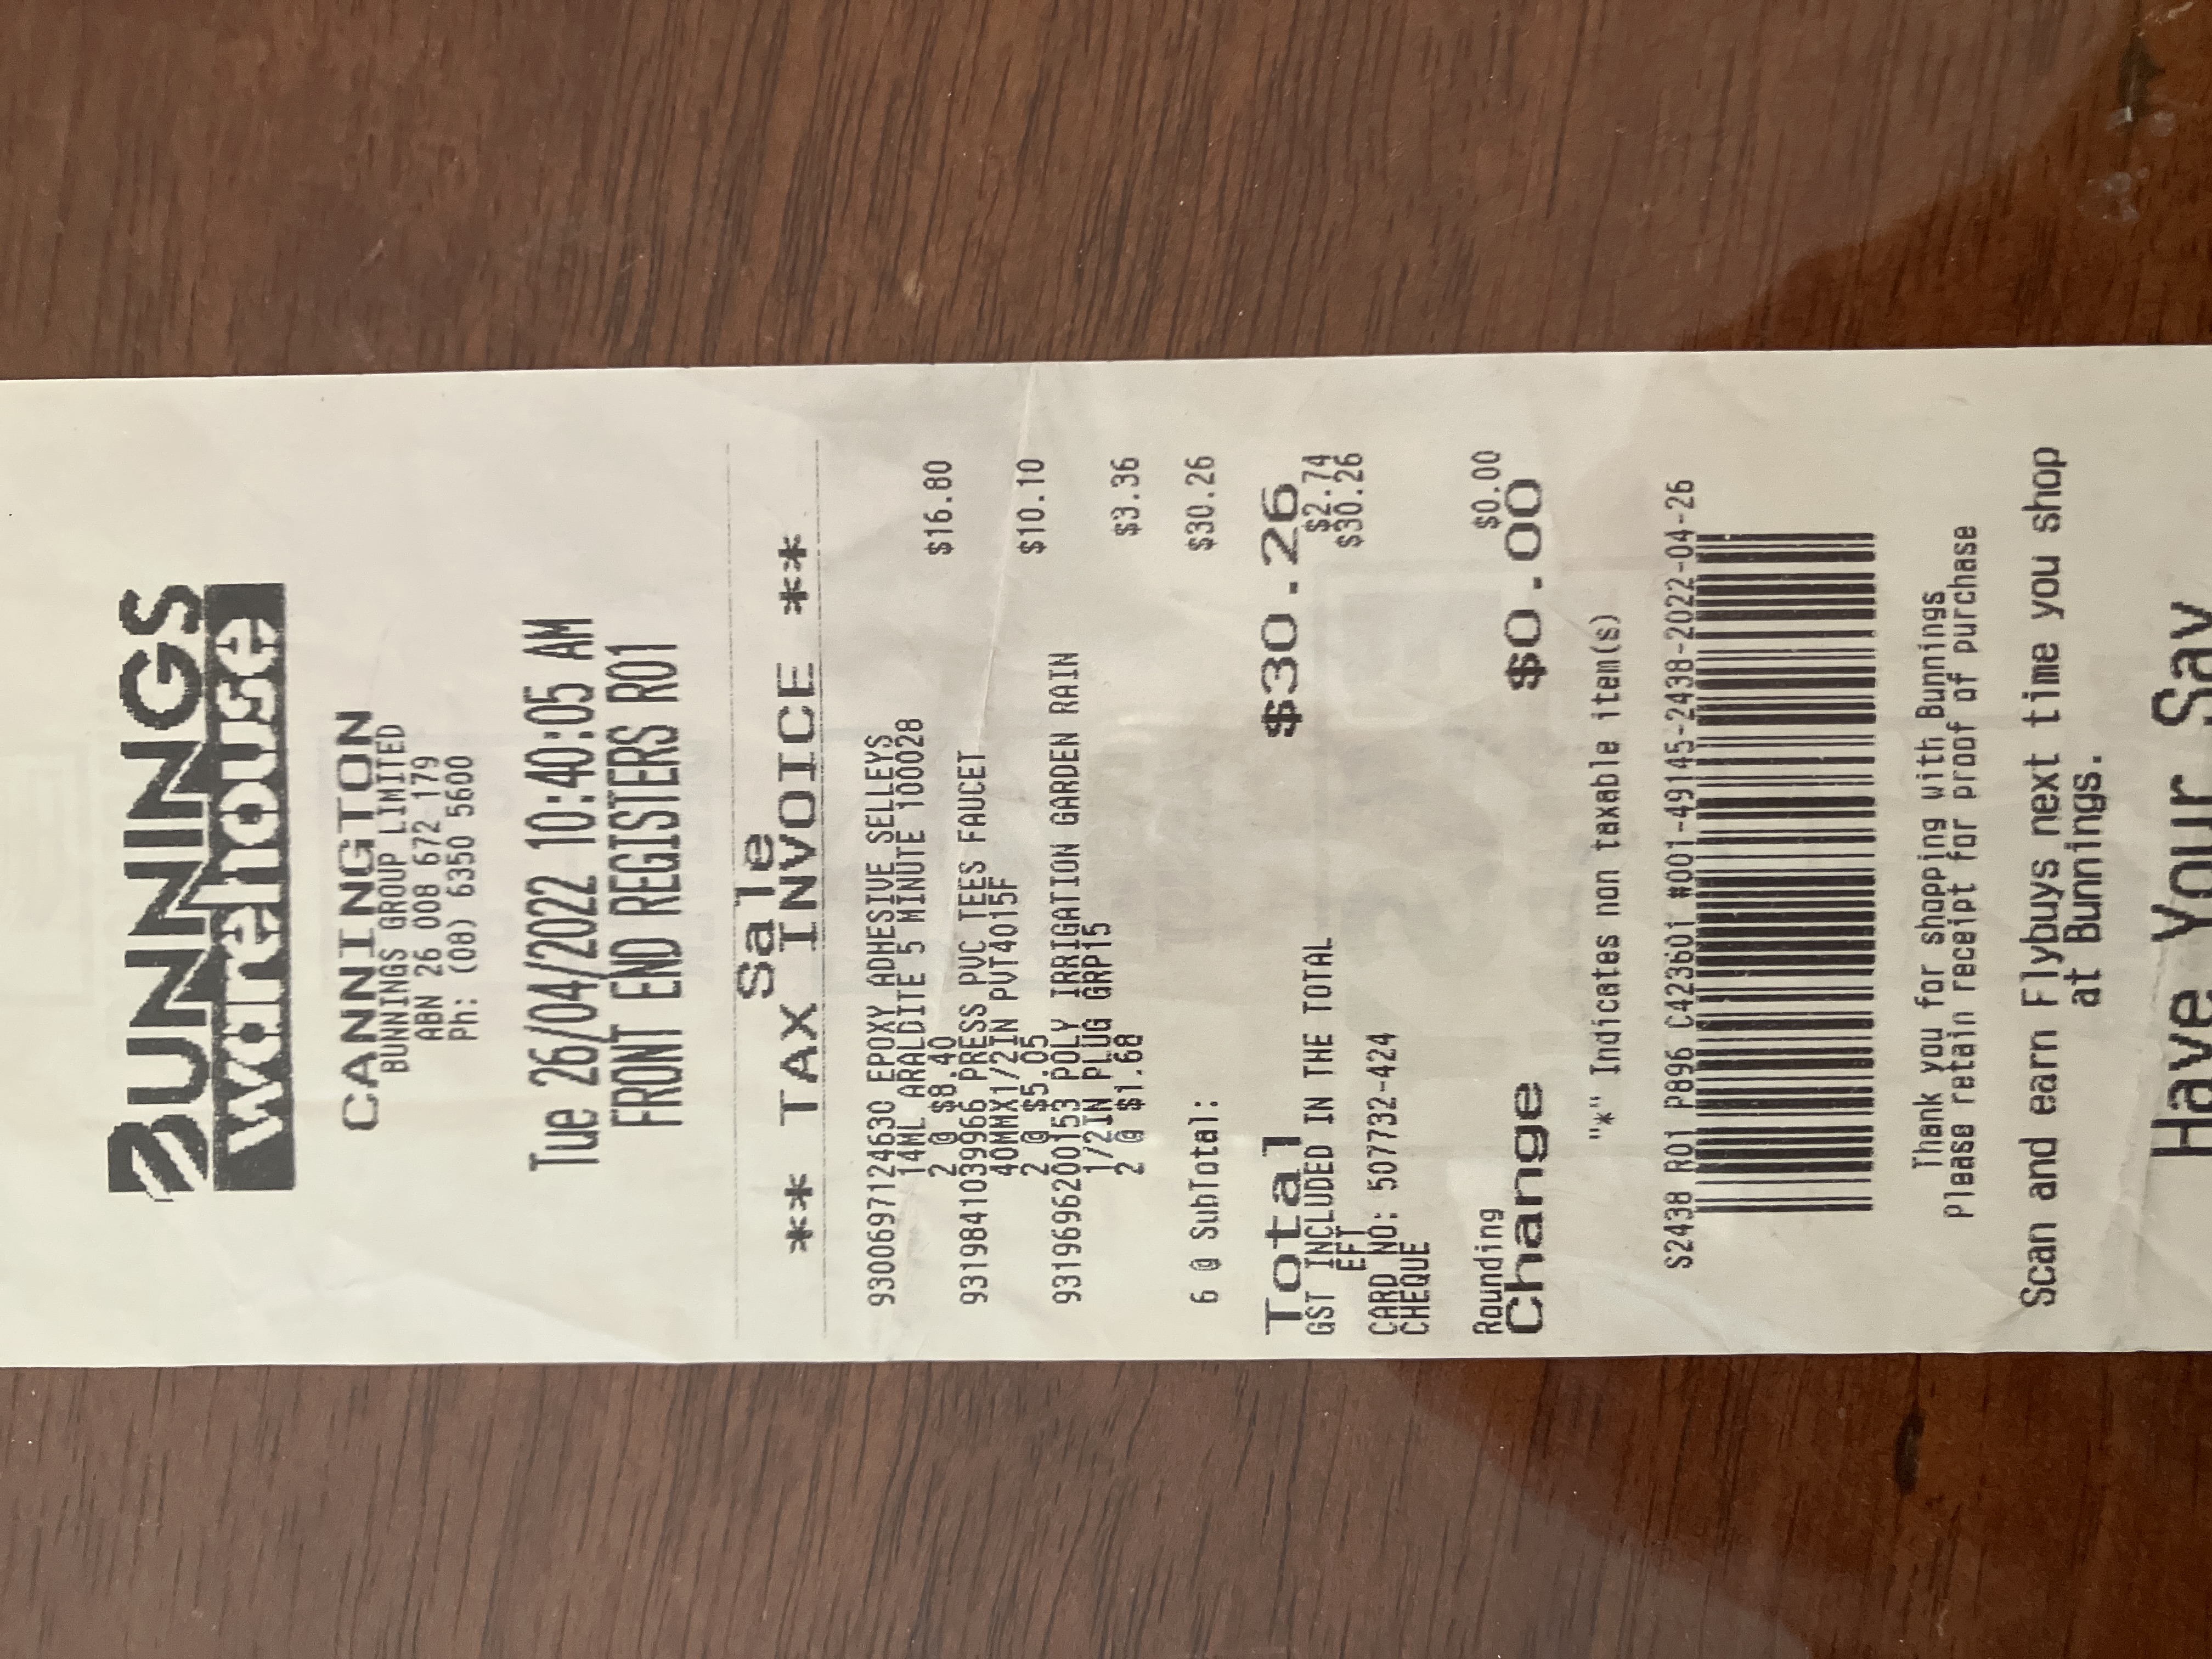 BUNNINGS
warehouse
CANNINGTON
BUNNINGS GROUP LIMITED
ABN 26 008 672 179
Ph: (08) 6350 5600
Tue 26/04/2022 10:40:05 AM
FRONT END REGISTERS R01
Sale
** TAX INVOICE **
9300697124630 EPOXY ADHESIVE SELLEYS
14ML ARALDITE 5 MINUTE 100028
2 @ $8.40 $16.80
9319841039966 PRESS PVC TEES FAUCET
40MMX1/2IN PVT4015F
2 @ $5.05 $10.10
9319696200153 POLY IRRIGATION GARDEN RAIN
1/2IN PLUG GRP15
2 @ $1.68 $3.36
6 @ SubTotal: $30.26
Total $30.26
GST INCLUDED IN THE TOTAL $2.74
EFT $30.26
CARD NO: 507732-424
CHEQUE
Rounding $0.00
Change $0.00
"*" Indicates non taxable item(s)
S2438 R01 P896 C423601 #001-49145-2438-2022-04-26
Thank you for shopping with Bunnings
Please retain receipt for proof of purchase
Scan and earn Flybuys next time you shop
at Bunnings.
Have Your Say